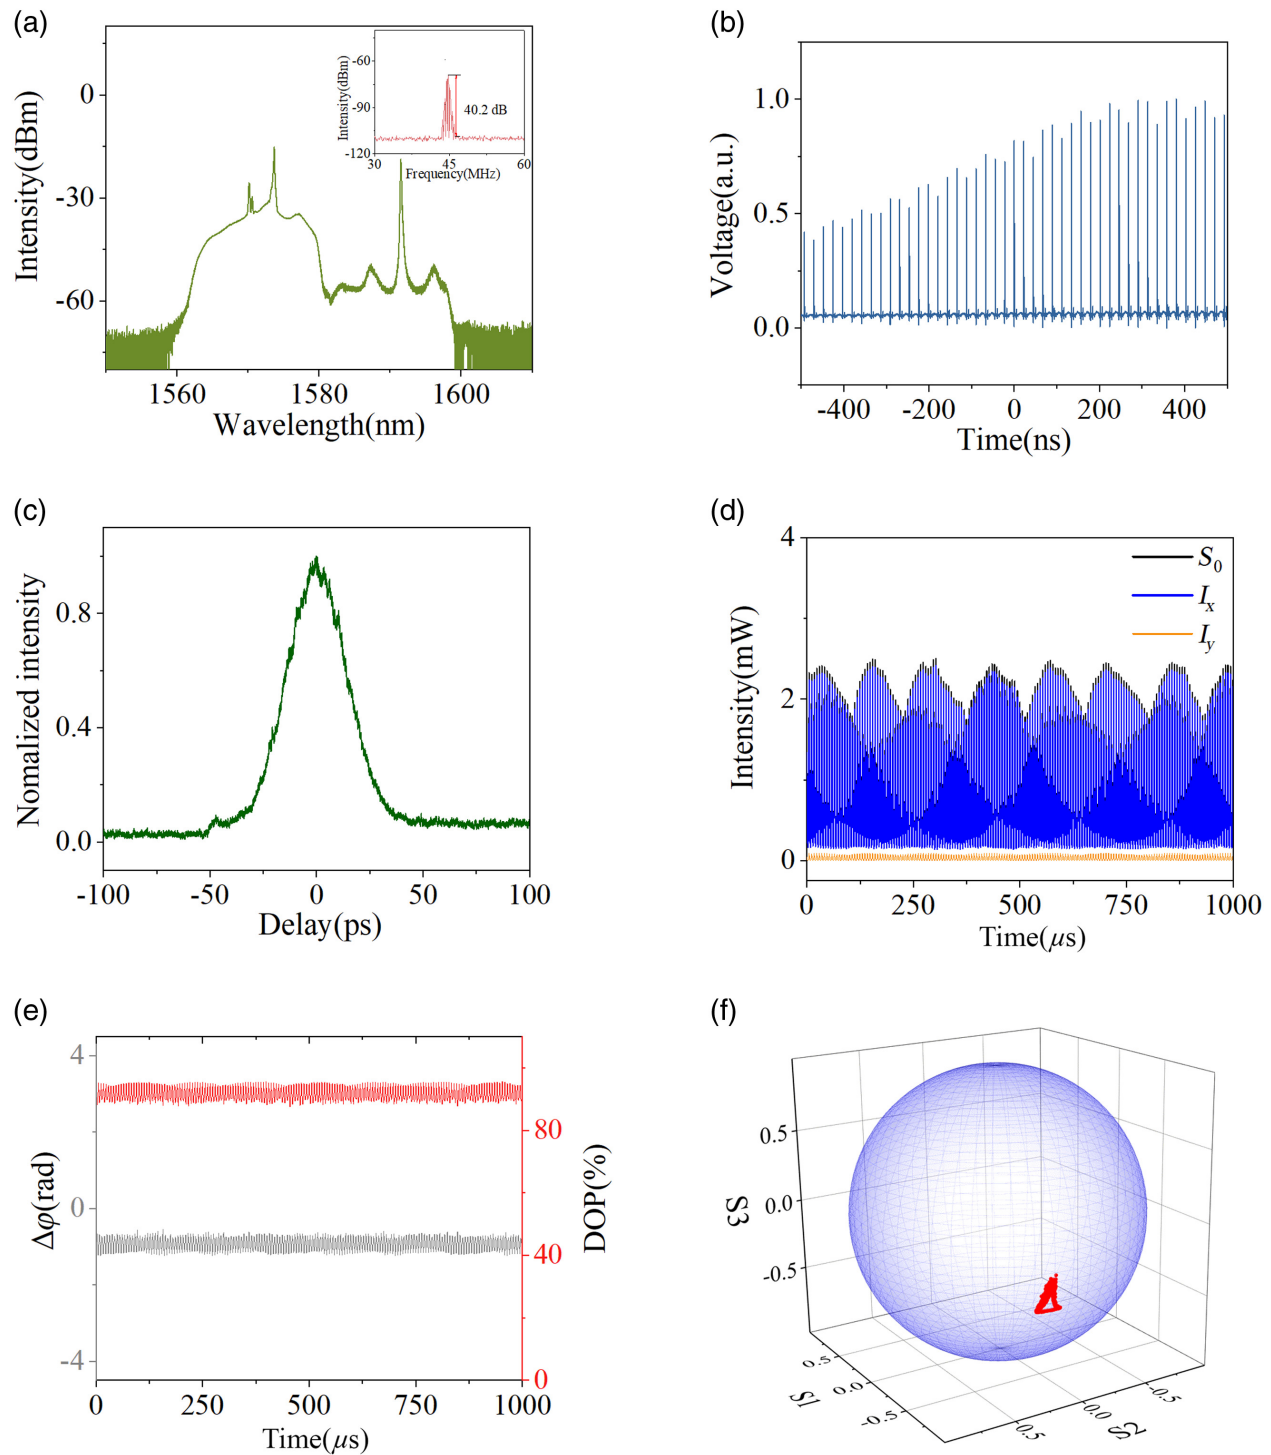 (a)
Intensity(dBm)
0
-30
-60
1560
1580
1600
Wavelength(nm)
Intensity(dBm)
-60
-90
-120
40.2 dB
30
45
60
Frequency(MHz)
(b)
Voltage(a.u.)
1.0
0.5
0.0
-400
-200
0
200
400
Time(ns)
(c)
Nomalized intensity
0.8
0.4
0.0
-100
-50
0
50
100
Delay(ps)
(d)
Intensity(mW)
4
2
0
S0
Ix
Iy
0
250
500
750
1000
Time(μs)
(e)
Δφ(rad)
4
0
-4
DOP(%)
80
40
0
0
250
500
750
1000
Time(μs)
(f)
S3
0.5
0.0
-0.5
0.5
0.0
-0.5
S1
0.5
0.0
-0.5
S2